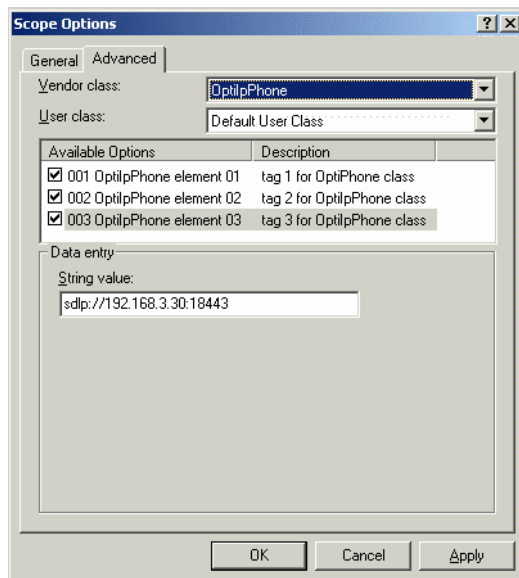 Scope Options
General Advanced
Vendor class: OptiIpPhone
User class: Default User Class
Available Options Description
001 OptiIpPhone element 01 tag 1 for OptiPhone class
002 OptiIpPhone element 02 tag 2 for OptiIpPhone class
003 OptiIpPhone element 03 tag 3 for OptiIpPhone class
Data entry
String value:
sdlp://192.168.3.30:18443
OK Cancel Apply